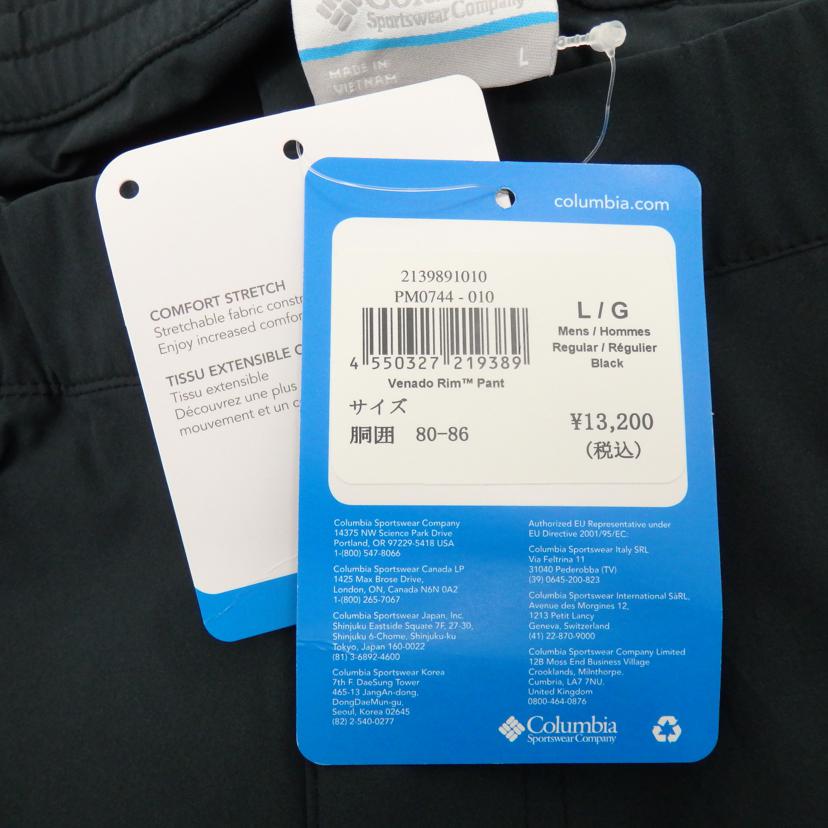 Columbia
Sportswear Company
MADE IN
VIETNAM
L
COMFORT STRETCH
Stretchable fabric
Enjoy increased
TISSU EXTENSIBLE
Tissu extensible
Découvrez une plus
mouvement et un
columbia.com
2139891010
PM0744 - 010
4 550327 219389
Venado Rim™ Pant
サイズ
胴囲 80-86
L / G
Mens / Hommes
Regular / Régulier
Black
¥13,200
(税込)
Columbia Sportswear Company
14375 NW Science Park Drive
Portland, OR 97229-5418 USA
1-(800) 547-8066
Columbia Sportswear Canada LP
1425 Max Brose Drive,
London, ON, Canada N6N 0A2
1-(800) 265-7067
Columbia Sportswear Japan, Inc.
Shinjuku Eastside Square 7F, 27-30,
Shinjuku 6-Chome, Shinjuku-ku
Tokyo, Japan 160-0022
(81) 3-6892-4600
Columbia Sportswear Korea
7th F. DaeSung Tower
465-13 JangAn-dong,
DongDaeMun-gu,
Seoul, Korea 02645
(82) 2-540-0277
Authorized EU Representative under
EU Directive 2001/95/EC:
Columbia Sportswear Italy SRL
Via Feltrina 11
31040 Pederobba (TV)
(39) 0645-200-823
Columbia Sportswear International SàRL,
Avenue des Morgines 12,
1213 Petit Lancy
Geneva, Switzerland
(41) 22-870-9000
Columbia Sportswear Company Limited
12B Moss End Business Village
Crooklands, Milnthorpe.
Cumbria, LA7 7NU.
United Kingdom
0800-464-0876
Columbia
Sportswear Company